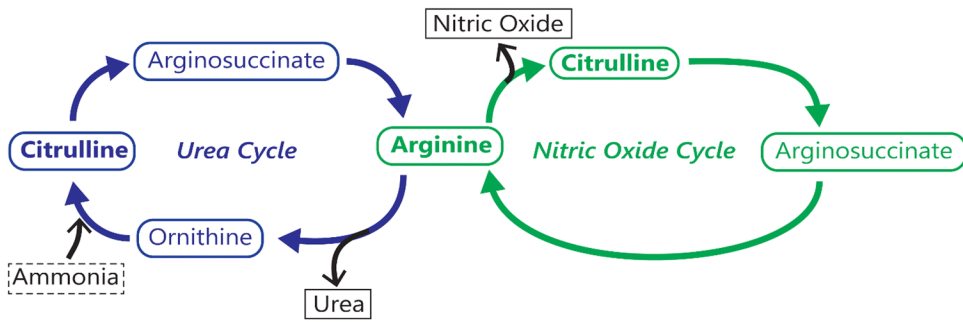 Nitric Oxide
Arginosuccinate
Citrulline
Citrulline
Urea Cycle
Arginine
Nitric Oxide Cycle
Arginosuccinate
Ornithine
Ammonia
Urea